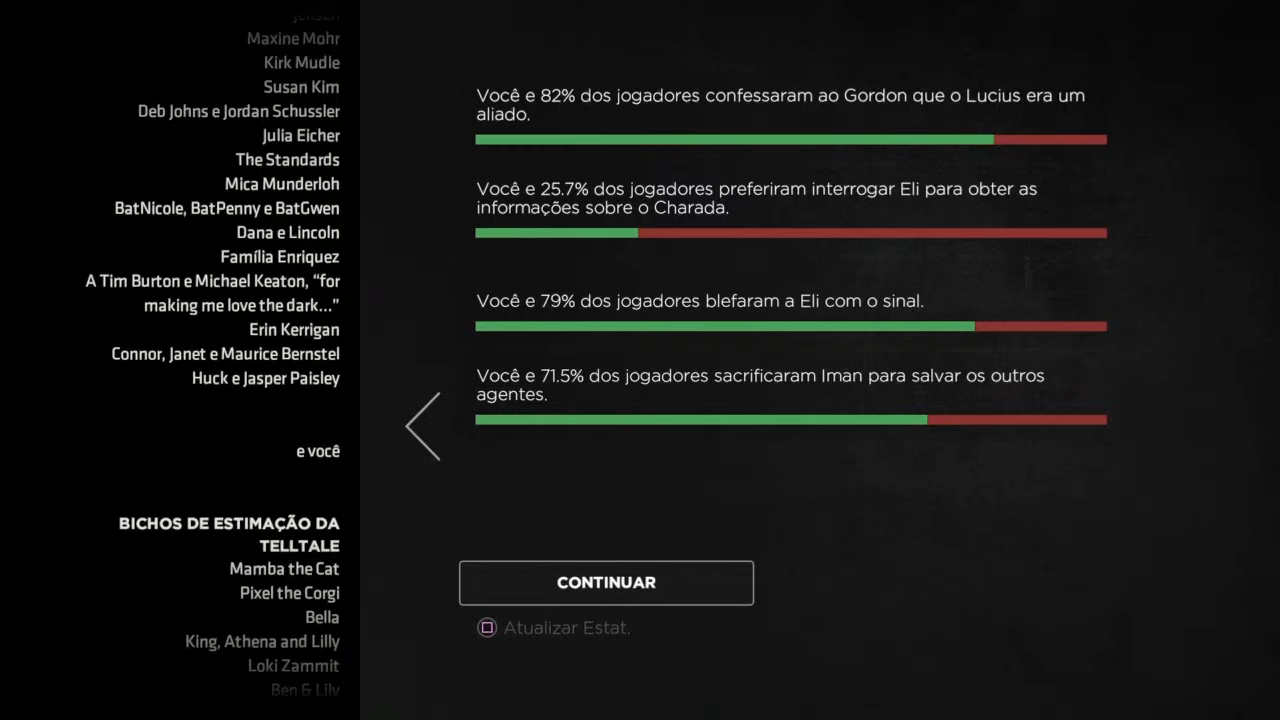 Jensen
Maxine Mohr
Kirk Mudle
Susan Kim
Deb Johns e Jordan Schussler
Julia Eicher
The Standards
Mica Munderloh
BatNicole, BatPenny e BatGwen
Dana e Lincoln
Família Enriquez
A Tim Burton e Michael Keaton, “for
making me love the dark...”
Erin Kerrigan
Connor, Janet e Maurice Bernstel
Huck e Jasper Paisley
e você
BICHOS DE ESTIMAÇÃO DA
TELLTALE
Mamba the Cat
Pixel the Corgi
Bella
King, Athena and Lilly
Loki Zammit
Ben & Lily
Você e 82% dos jogadores confessaram ao Gordon que o Lucius era um
aliado.
Você e 25.7% dos jogadores preferiram interrogar Eli para obter as
informações sobre o Charada.
Você e 79% dos jogadores blefaram a Eli com o sinal.
Você e 71.5% dos jogadores sacrificaram Iman para salvar os outros
agentes.
CONTINUAR
Atualizar Estat.